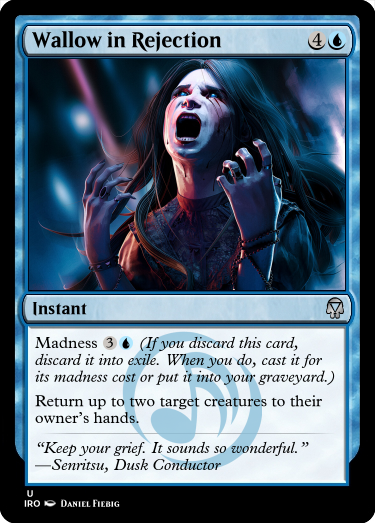 Wallow in Rejection
4
Instant
Madness 3 (If you discard this card,
discard it into exile. When you do, cast it for
its madness cost or put it into your graveyard.)
Return up to two target creatures to their
owner's hands.
“Keep your grief. It sounds so wonderful.”
—Senritsu, Dusk Conductor
U
IRO Daniel Fiebig